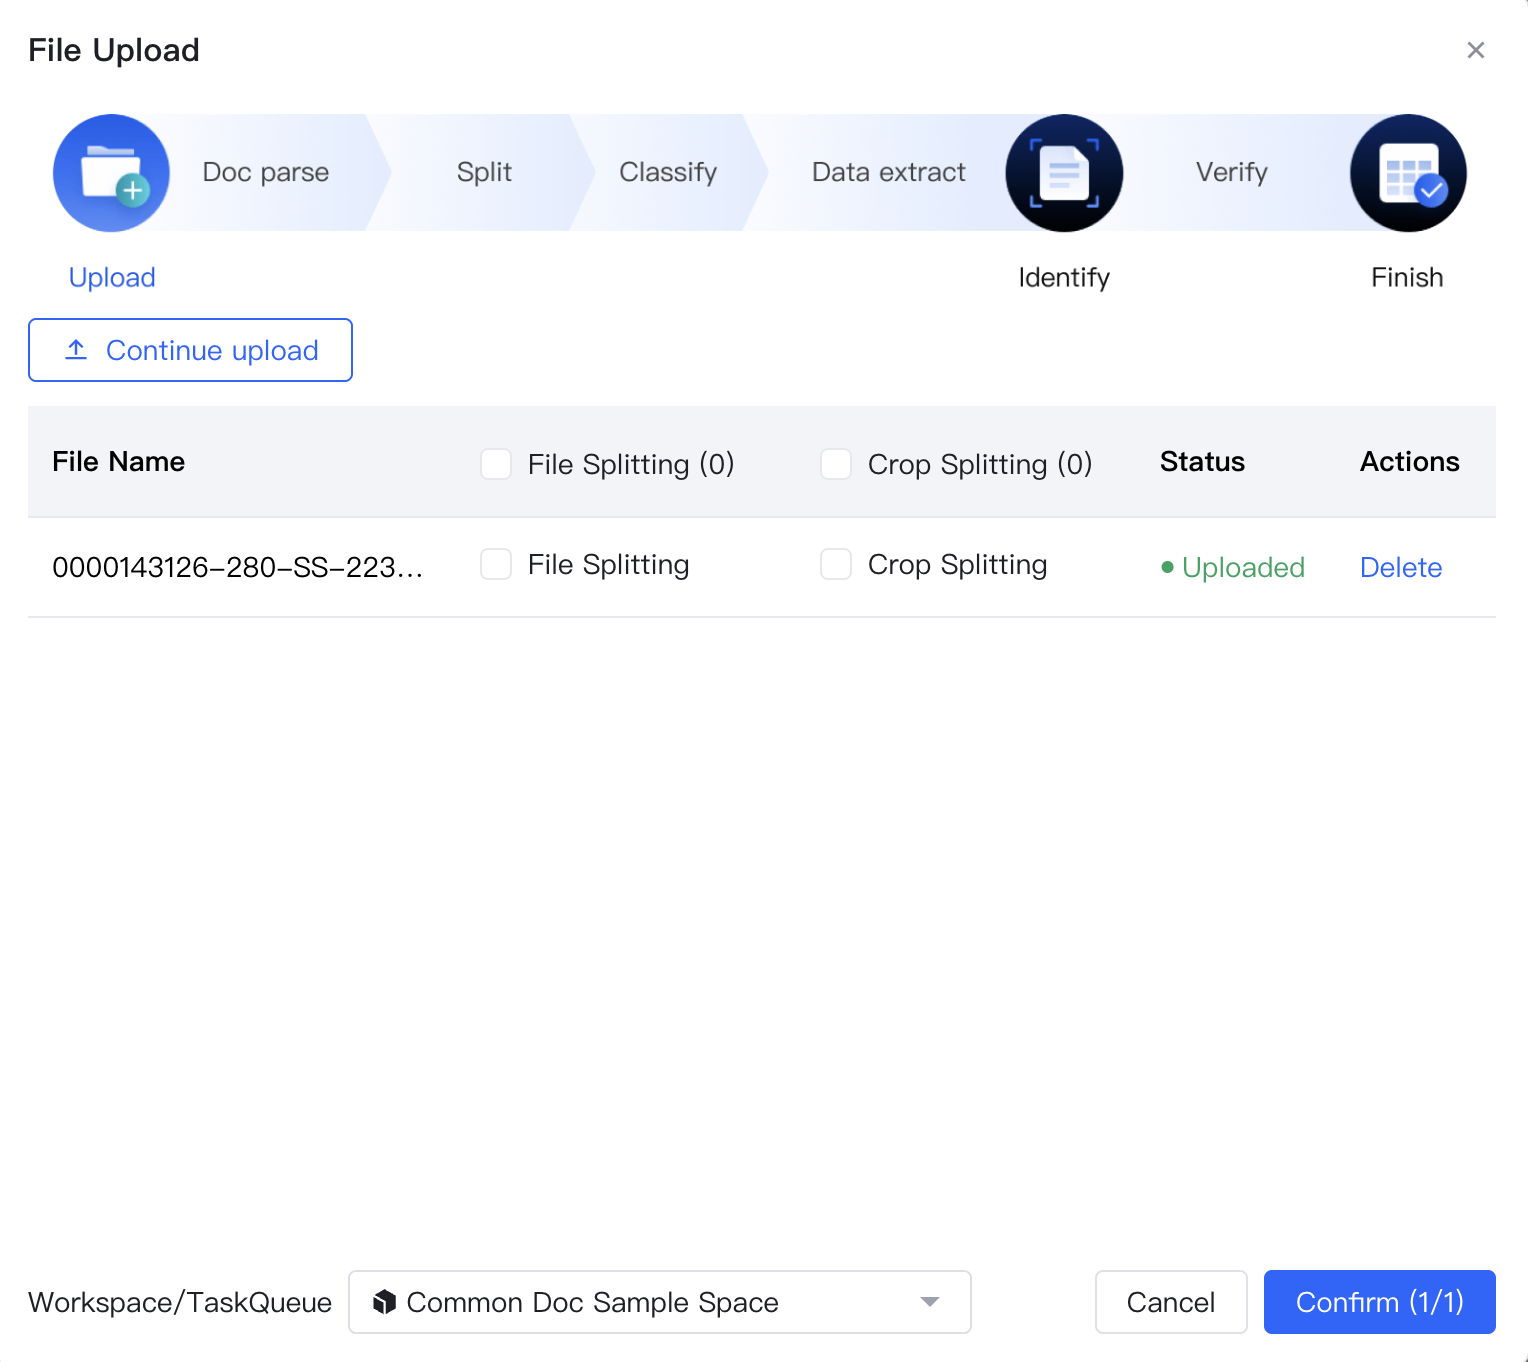 File Upload
Doc parse
Split
Classify
Data extract
Verify
Upload
Identify
Finish
Continue upload
File Name
File Splitting (0)
Crop Splitting (0)
Status
Actions
0000143126-280-SS-223...
File Splitting
Crop Splitting
Uploaded
Delete
Workspace/TaskQueue
Common Doc Sample Space
Cancel
Confirm (1/1)